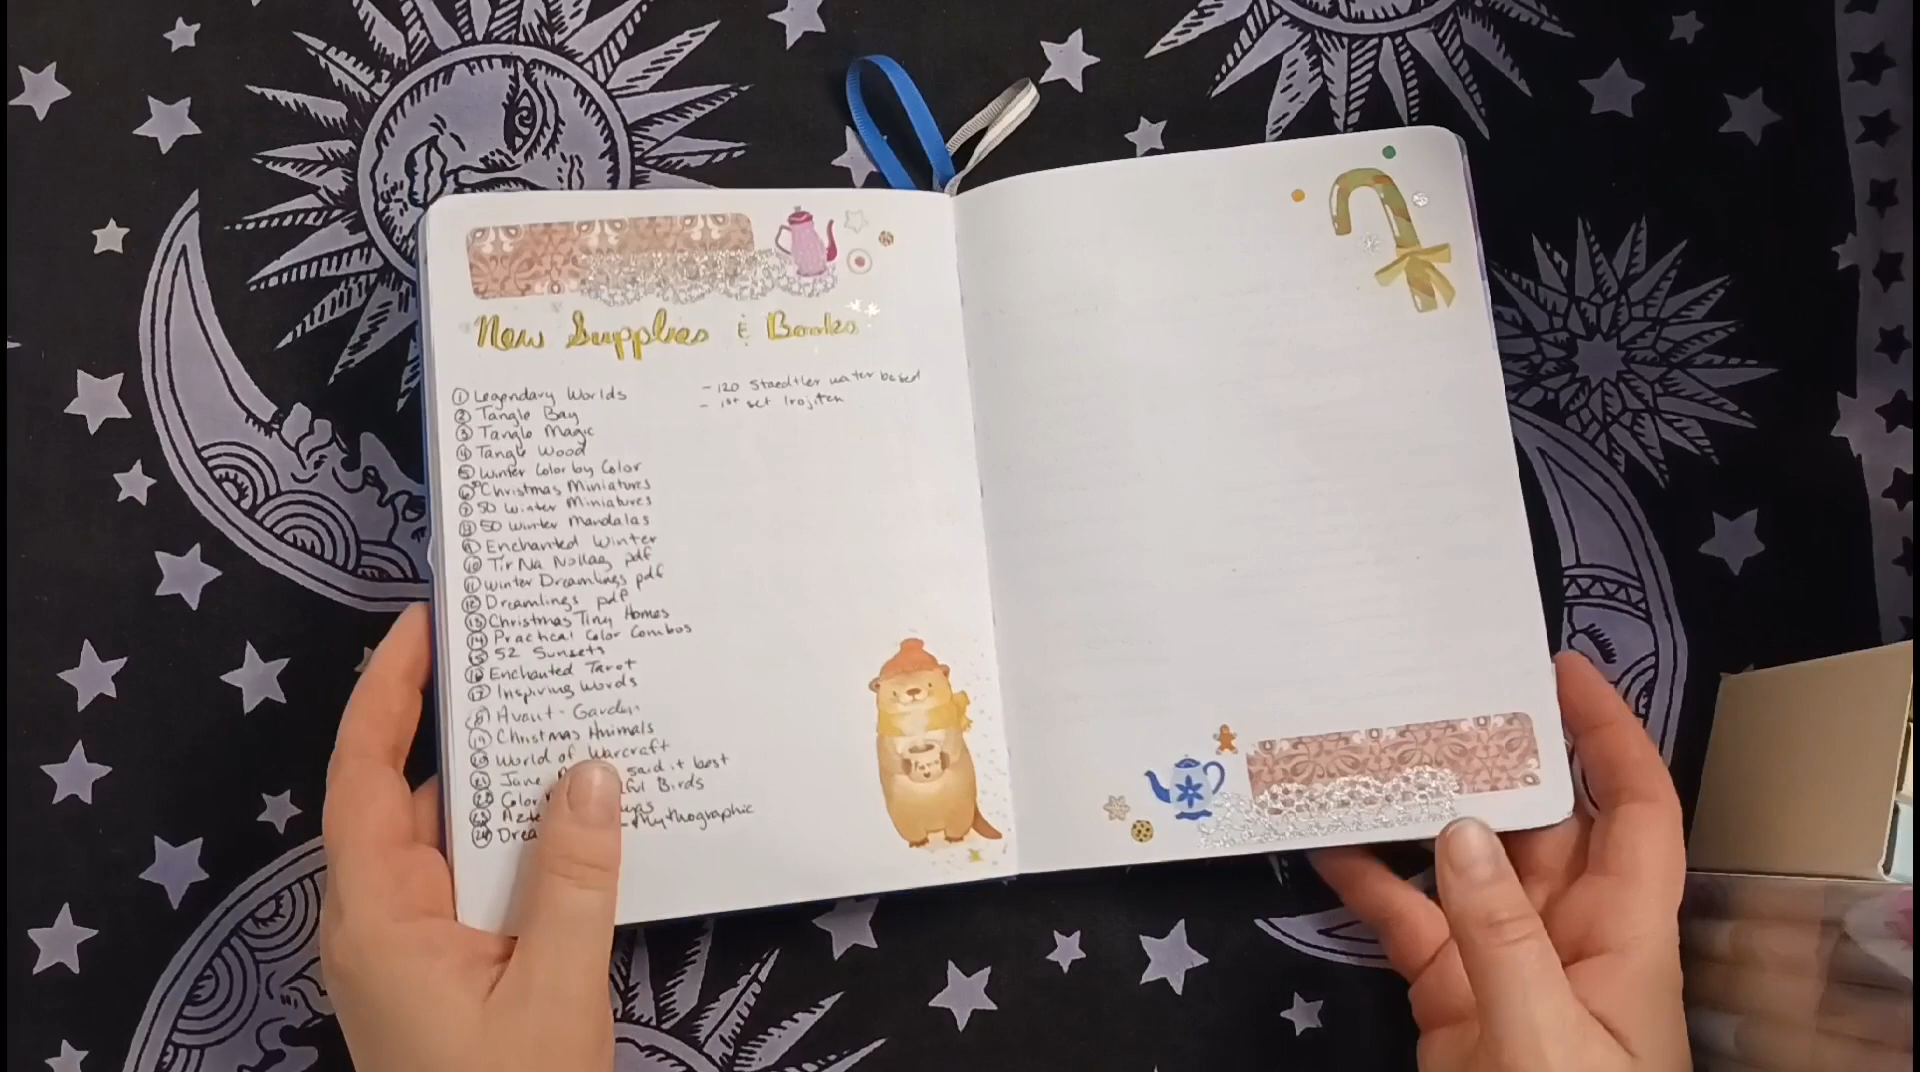 New Supplies & Books
① Legendary Worlds
② Tangle Bay
③ Tangle Magic
④ Tangle Wood
⑤ Winter Color by Color
⑥ 50 Christmas Miniatures
⑦ 50 Winter Miniatures
⑧ 50 Winter Mandalas
⑨ Enchanted Winter
⑩ Tir Na Nollag pdf
⑪ Winter Dreamlings pdf
⑫ Dreamlings pdf
⑬ Christmas Tiny Homes
⑭ Practical Color Combos
⑮ 52 Sunsets
⑯ Enchanted Tarot
⑰ Inspiring Words
⑱ Avant-Garden
⑲ Christmas Animals
⑳ World of Warcraft
㉑ Jane said it best
㉒ Color Birds
㉓
㉔ - Mythographic
- 120 Staedtler water based
- 1st set Irojiten
love